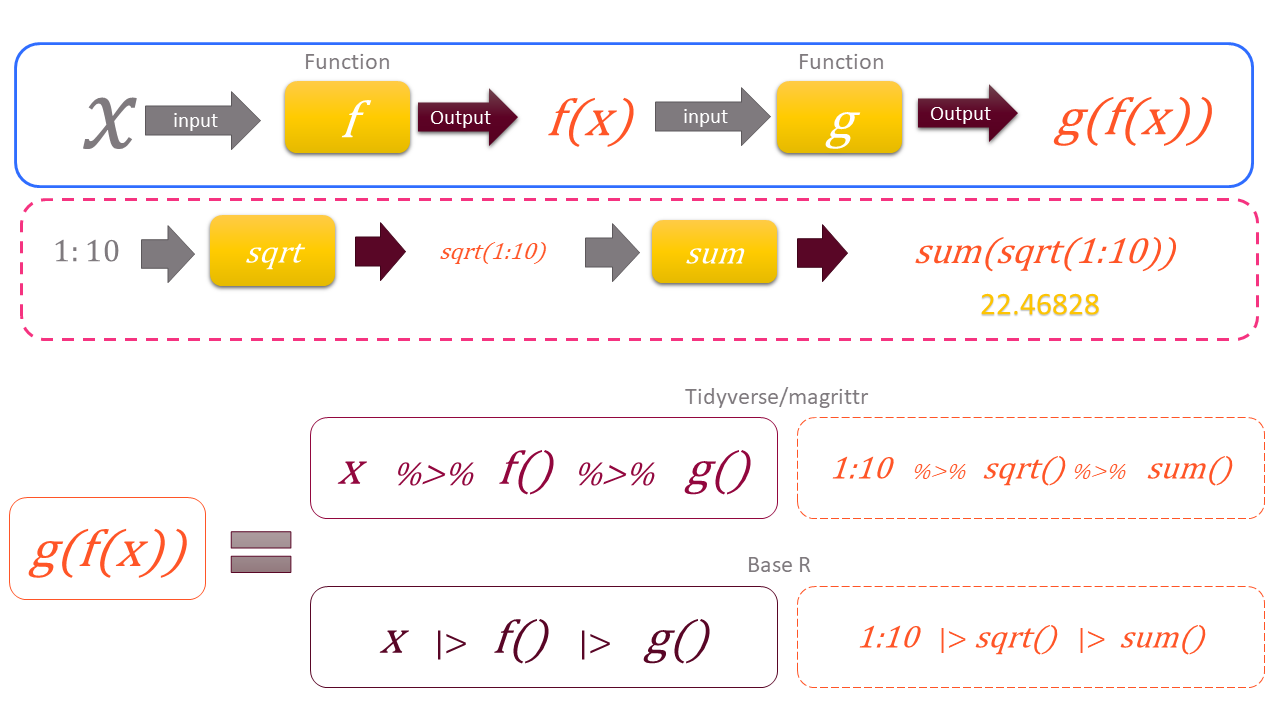 Function Function
x input f Output f(x) input g Output g(f(x))
1: 10 sqrt sqrt(1:10) sum sum(sqrt(1:10))
22.46828
Tidyverse/magrittr
x %>% f() %>% g() 1:10 %>% sqrt() %>% sum()
g(f(x))
Base R
x |> f() |> g() 1:10 |> sqrt() |> sum()